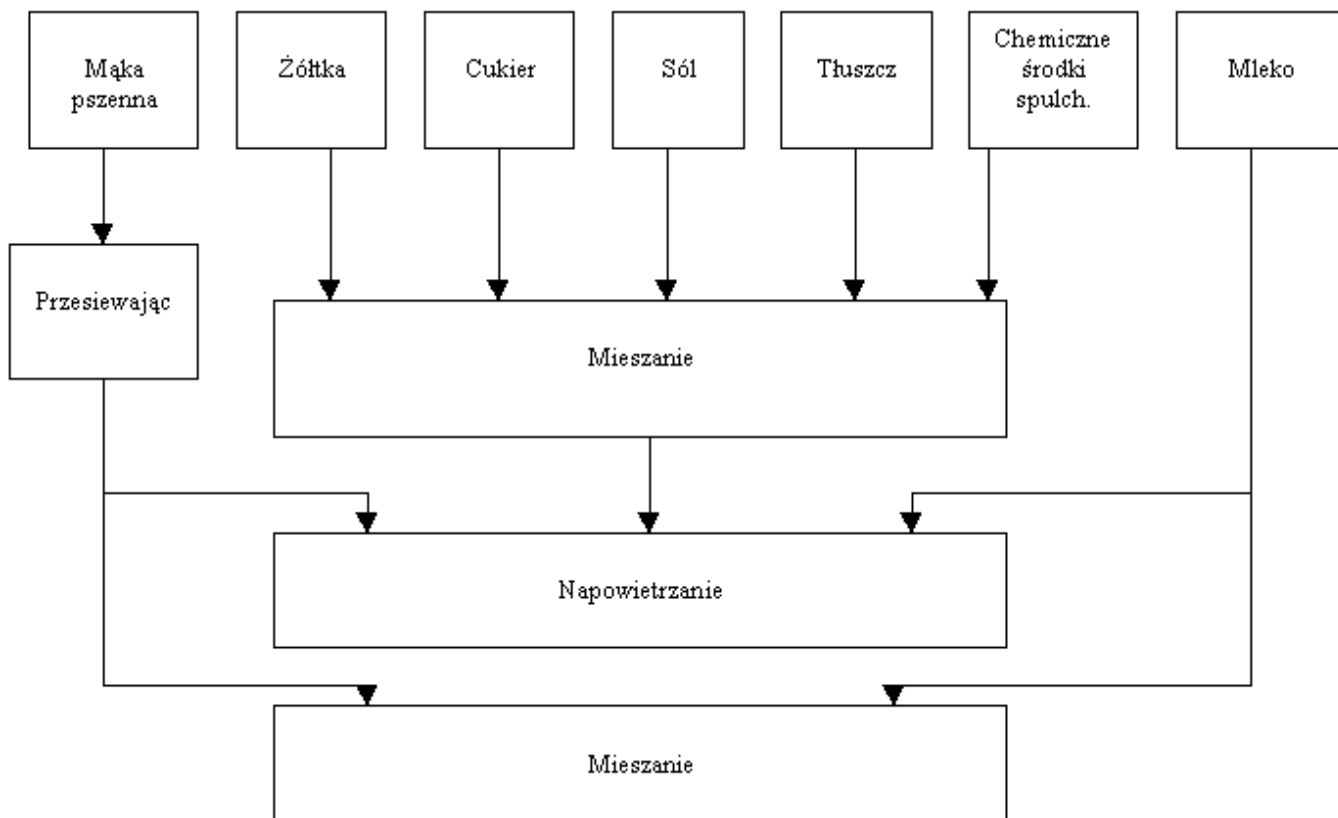 Mąka
pszenna
Żółtka
Cukier
Sól
Tłuszcz
Chemiczne
środki
spulch.
Mleko
Przesiewając
Mieszanie
Napowietrzanie
Mieszanie